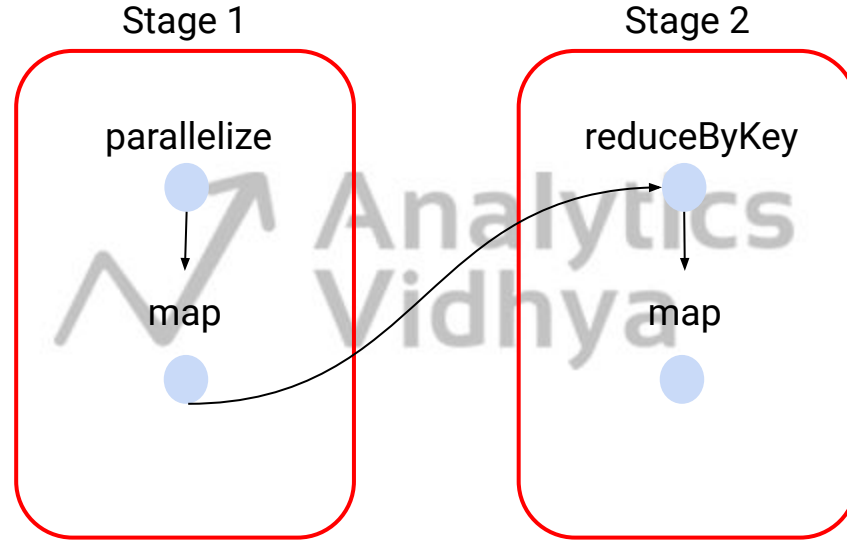 Stage 1
parallelize
map
Stage 2
reduceByKey
map
Analytics
Vidhya